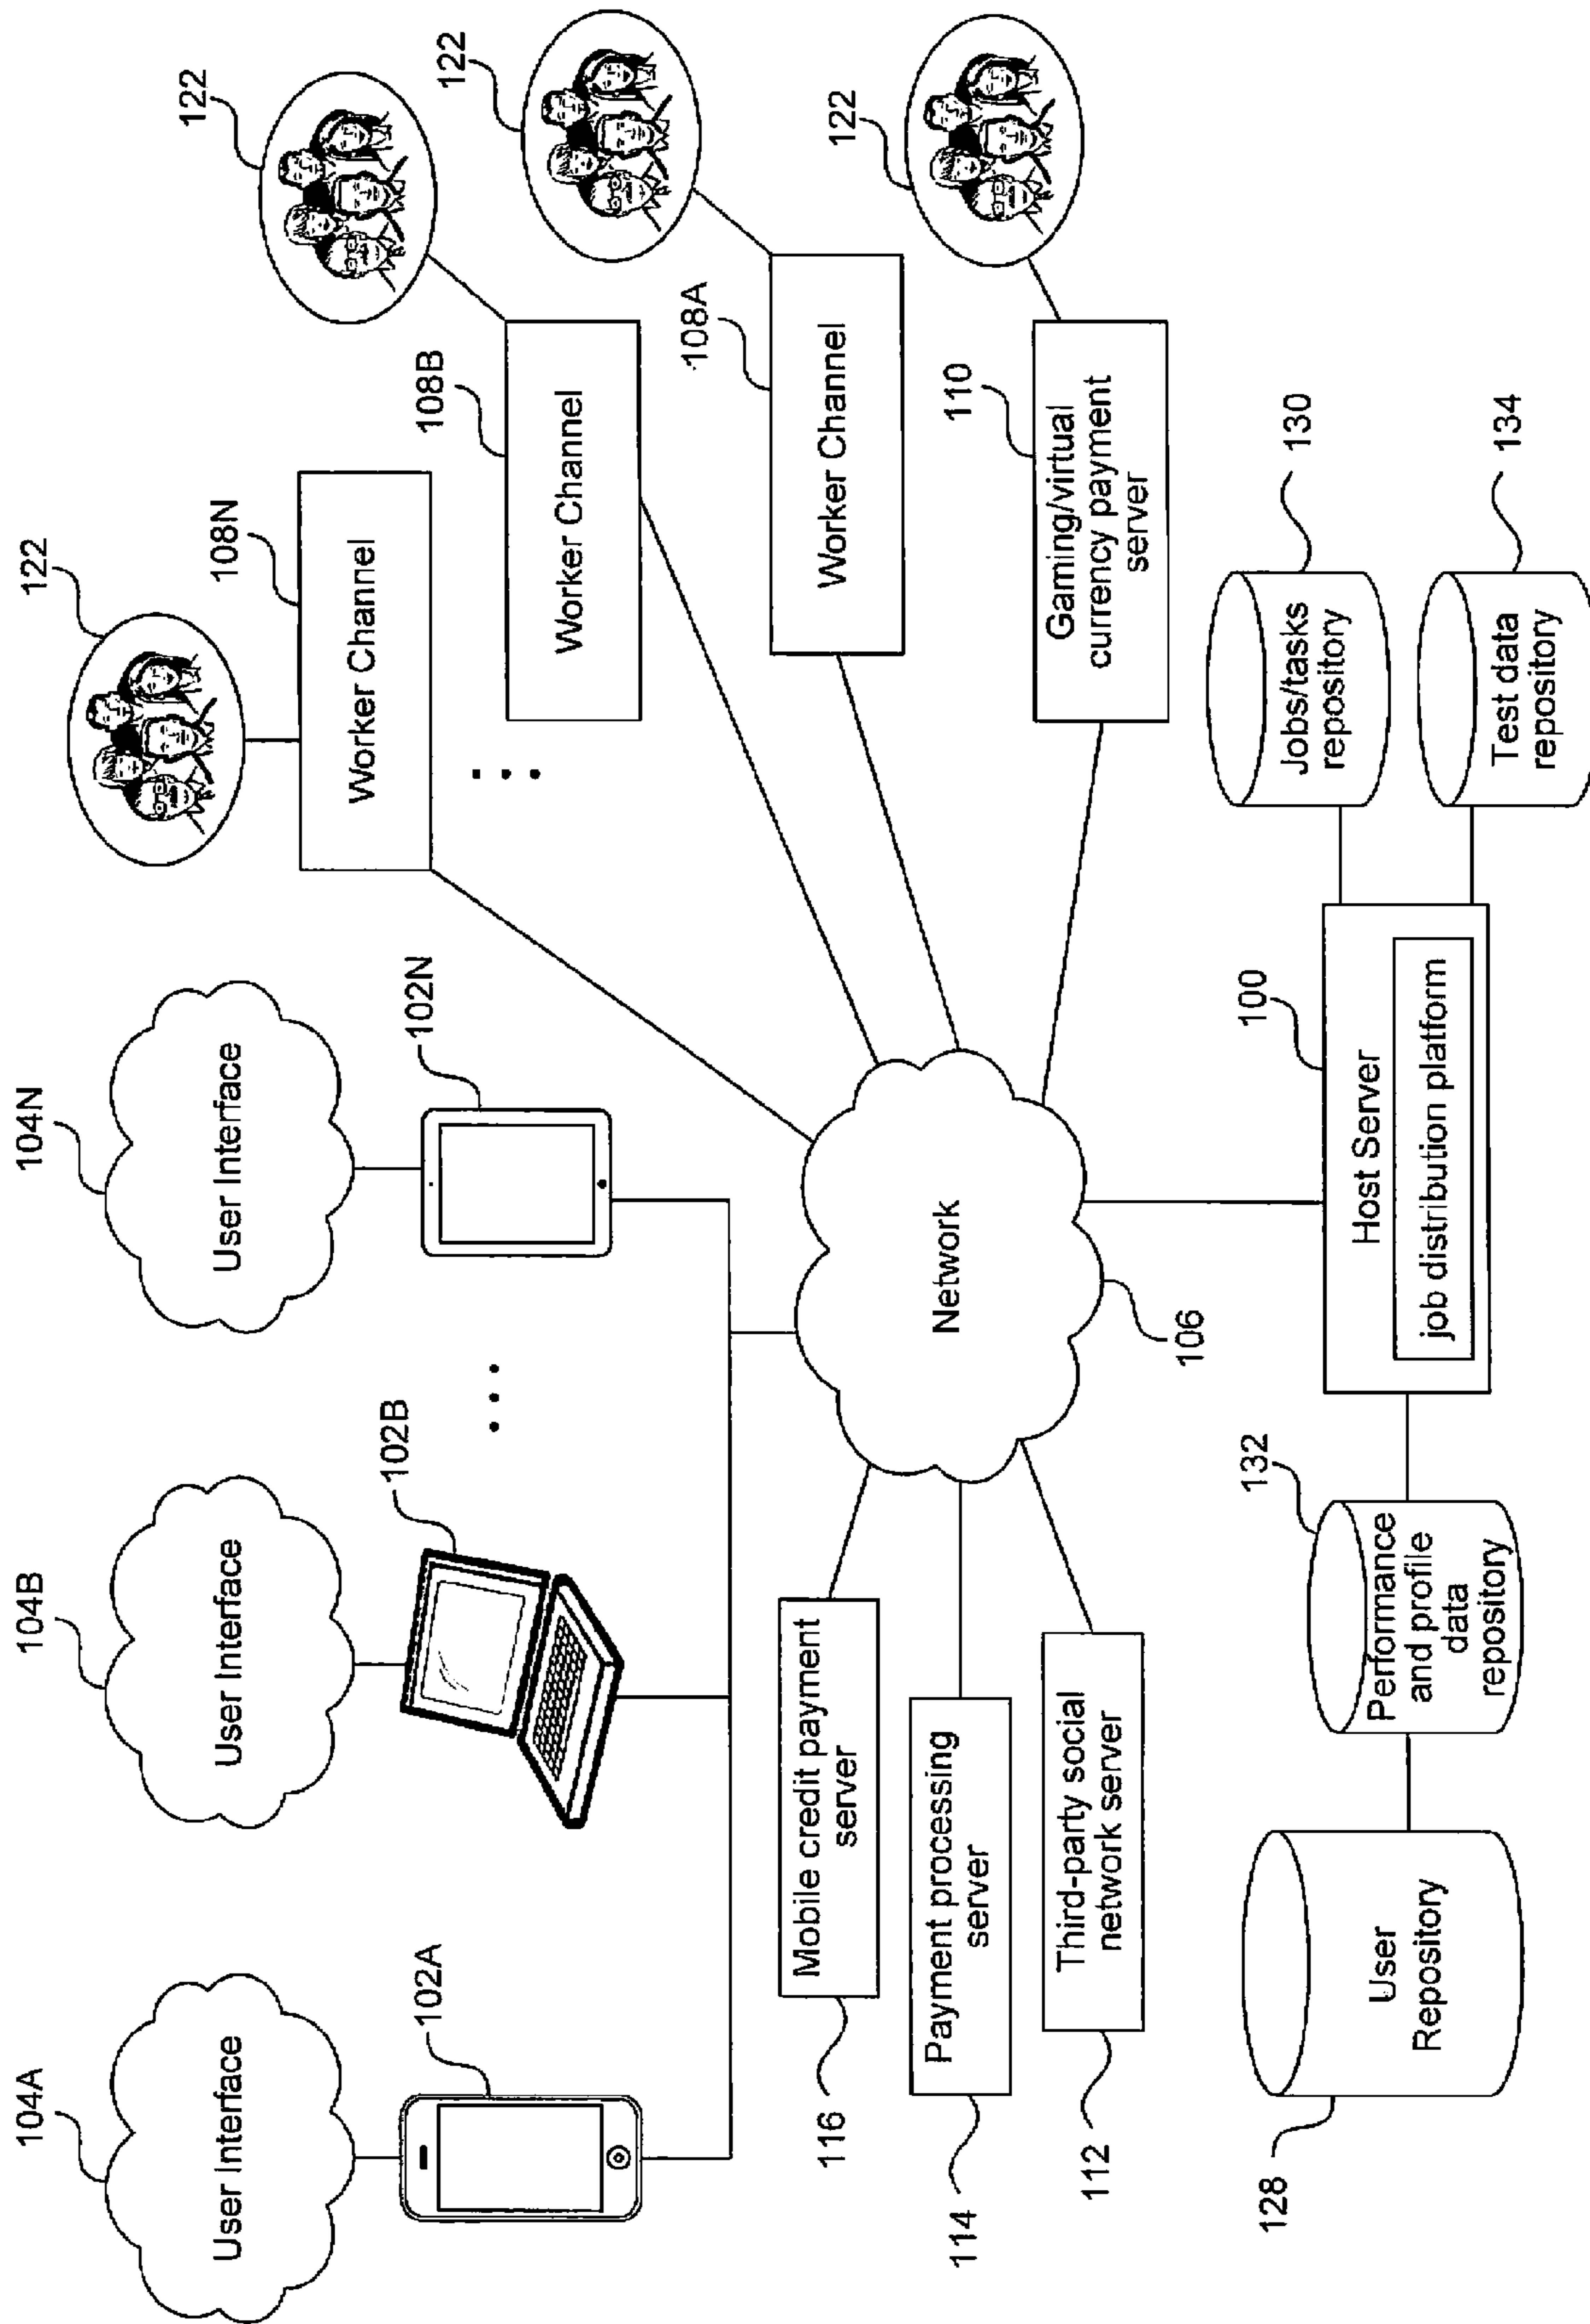 104A
User Interface
102A
104B
User Interface
102B
. . .
104N
User Interface
102N
122
108N
Worker Channel
. . .
122
108B
Worker Channel
122
108A
Worker Channel
122
110
Gaming/virtual
currency payment
server
Network
106
116
Mobile credit payment
server
114
Payment processing
server
112
Third-party social
network server
100
Host Server
job distribution platform
128
User
Repository
132
Performance
and profile
data
repository
130
Jobs/tasks
repository
134
Test data
repository